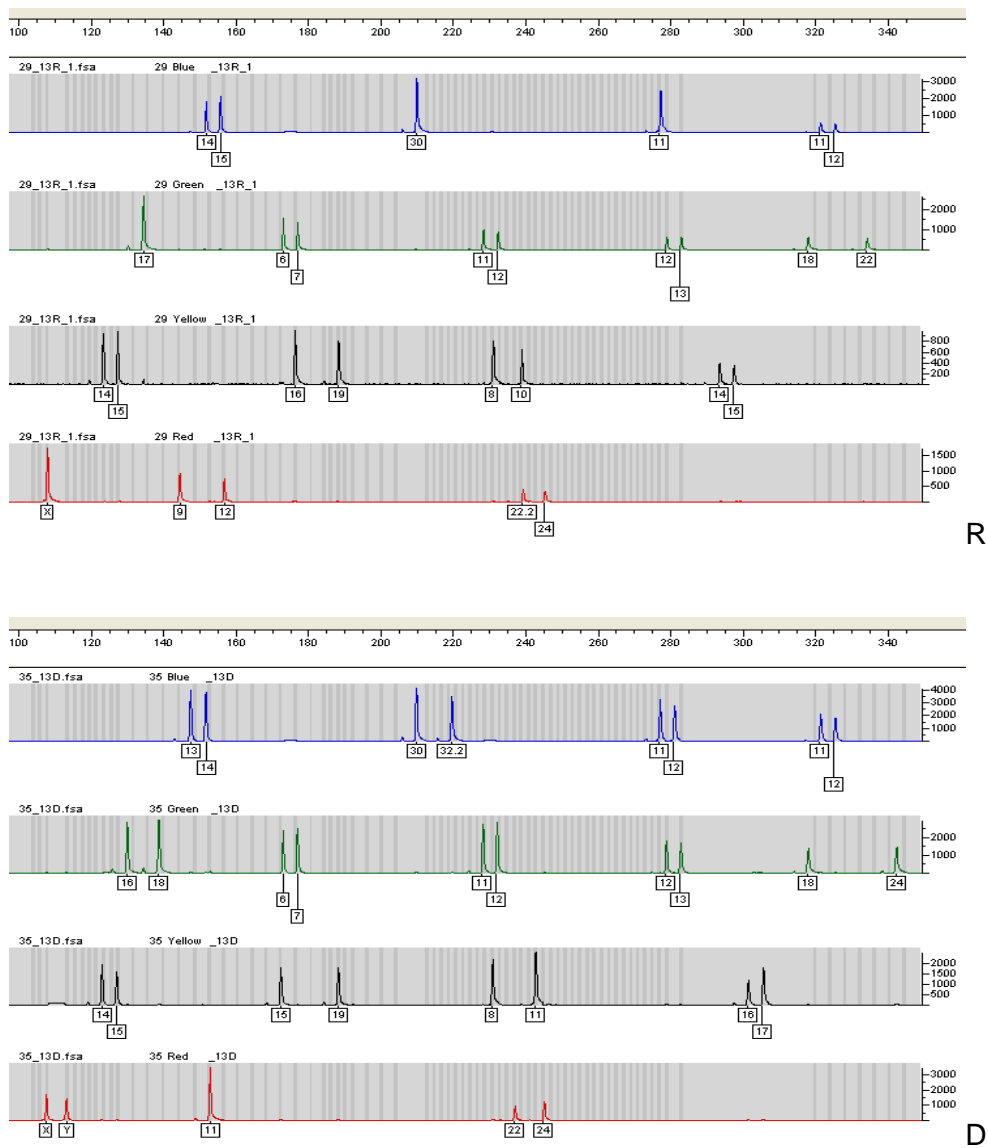 100 120 140 160 180 200 220 240 260 280 300 320 340
29_13R_1.fsa 29 Blue _13R_1
3000
2000
1000
14 30 11 11
15 12
29_13R_1.fsa 29 Green _13R_1
2000
1000
17 6 7 11 12 12 18 22
13
29_13R_1.fsa 29 Yellow _13R_1
800
600
400
200
14 16 19 8 10 14
15 15
29_13R_1.fsa 29 Red _13R_1
1500
1000
500
X 9 12 22.2
24
R
100 120 140 160 180 200 220 240 260 280 300 320 340
35_13D.fsa 35 Blue _13D
4000
3000
2000
1000
13 30 32.2 11 11
14 12 12
35_13D.fsa 35 Green _13D
2000
1000
16 18 6 11 12 12 13 18 24
7
35_13D.fsa 35 Yellow _13D
2000
1500
1000
500
14 15 19 8 11 16
15 17
35_13D.fsa 35 Red _13D
3000
2000
1000
X Y 11 22 24
D